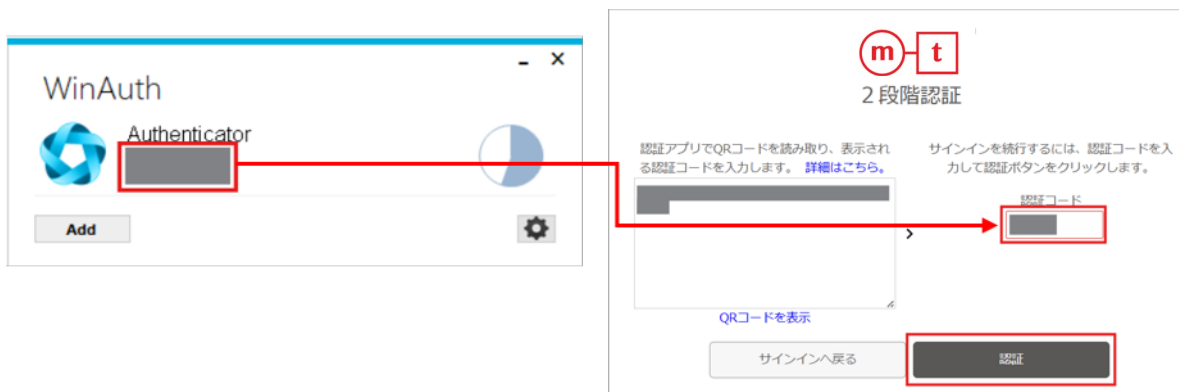 WinAuth
Authenticator
Add
m t
2段階認証
認証アプリでQRコードを読み取り、表示され
る認証コードを入力します。 詳細はこちら。
QRコードを表示
サインインを続行するには、認証コードを入
力して認証ボタンをクリックします。
認証コード
サインインへ戻る
認証